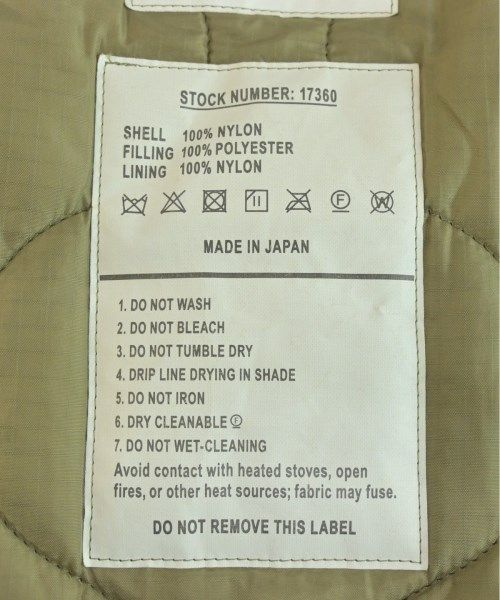 STOCK NUMBER: 17360
SHELL 100% NYLON
FILLING 100% POLYESTER
LINING 100% NYLON
F W
MADE IN JAPAN
1. DO NOT WASH
2. DO NOT BLEACH
3. DO NOT TUMBLE DRY
4. DRIP LINE DRYING IN SHADE
5. DO NOT IRON
6. DRY CLEANABLE Ⓕ
7. DO NOT WET-CLEANING
Avoid contact with heated stoves, open
fires, or other heat sources; fabric may fuse.
DO NOT REMOVE THIS LABEL